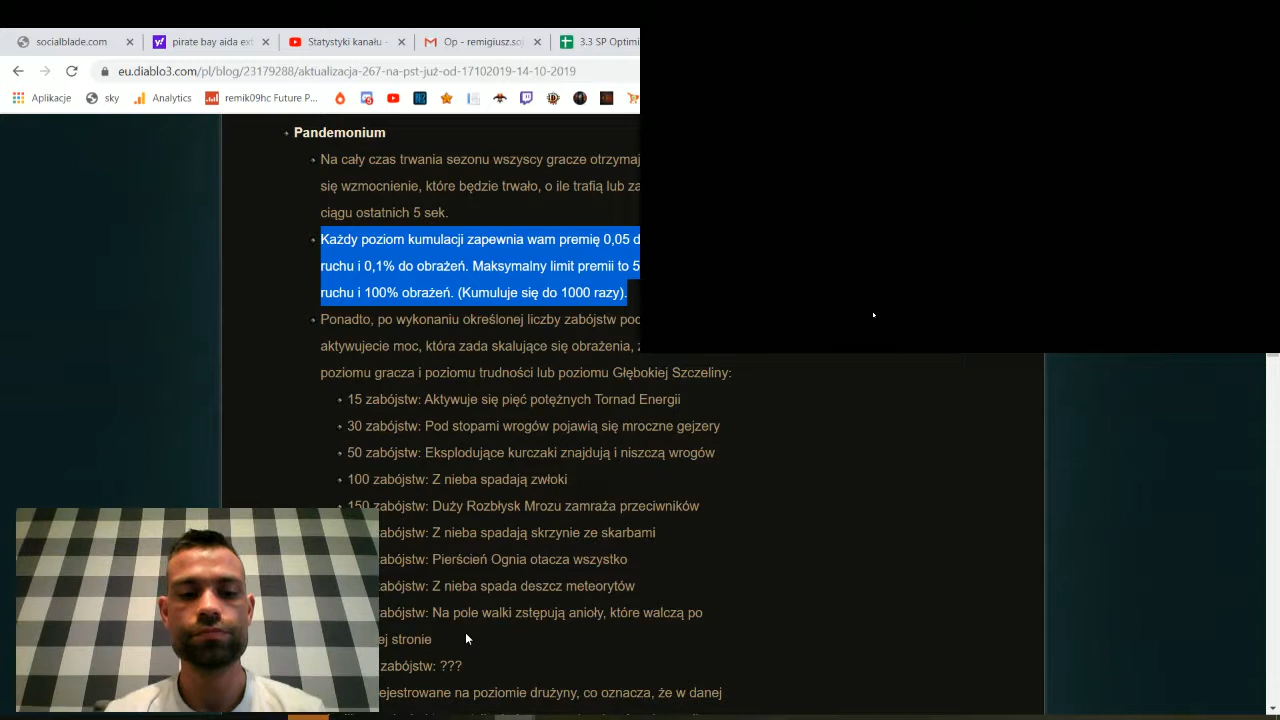 socialblade.com
pirate bay aida ext
Statystyki kanału -
Op - remigiusz.soj
3.3 SP Optimi
eu.diablo3.com/pl/blog/23179288/aktualizacja-267-na-pst-już-od-17102019-14-10-2019
Aplikacje
sky
Analytics
remik09hc Future P...
Pandemonium
Na cały czas trwania sezonu wszyscy gracze otrzymaj
się wzmocnienie, które będzie trwało, o ile trafią lub za
ciągu ostatnich 5 sek.
Każdy poziom kumulacji zapewnia wam premię 0,05 d
ruchu i 0,1% do obrażeń. Maksymalny limit premii to 5
ruchu i 100% obrażeń. (Kumuluje się do 1000 razy).
Ponadto, po wykonaniu określonej liczby zabójstw pod
aktywujecie moc, która zada skalujące się obrażenia, z
poziomu gracza i poziomu trudności lub poziomu Głębokiej Szczeliny:
15 zabójstw: Aktywuje się pięć potężnych Tornad Energii
30 zabójstw: Pod stopami wrogów pojawią się mroczne gejzery
50 zabójstw: Eksplodujące kurczaki znajdują i niszczą wrogów
100 zabójstw: Z nieba spadają zwłoki
150 zabójstw: Duży Rozbłysk Mrozu zamraża przeciwników
zabójstw: Z nieba spadają skrzynie ze skarbami
zabójstw: Pierścień Ognia otacza wszystko
zabójstw: Z nieba spada deszcz meteorytów
zabójstw: Na pole walki zstępują anioły, które walczą po
ej stronie
zabójstw: ???
ejestrowane na poziomie drużyny, co oznacza, że w danej